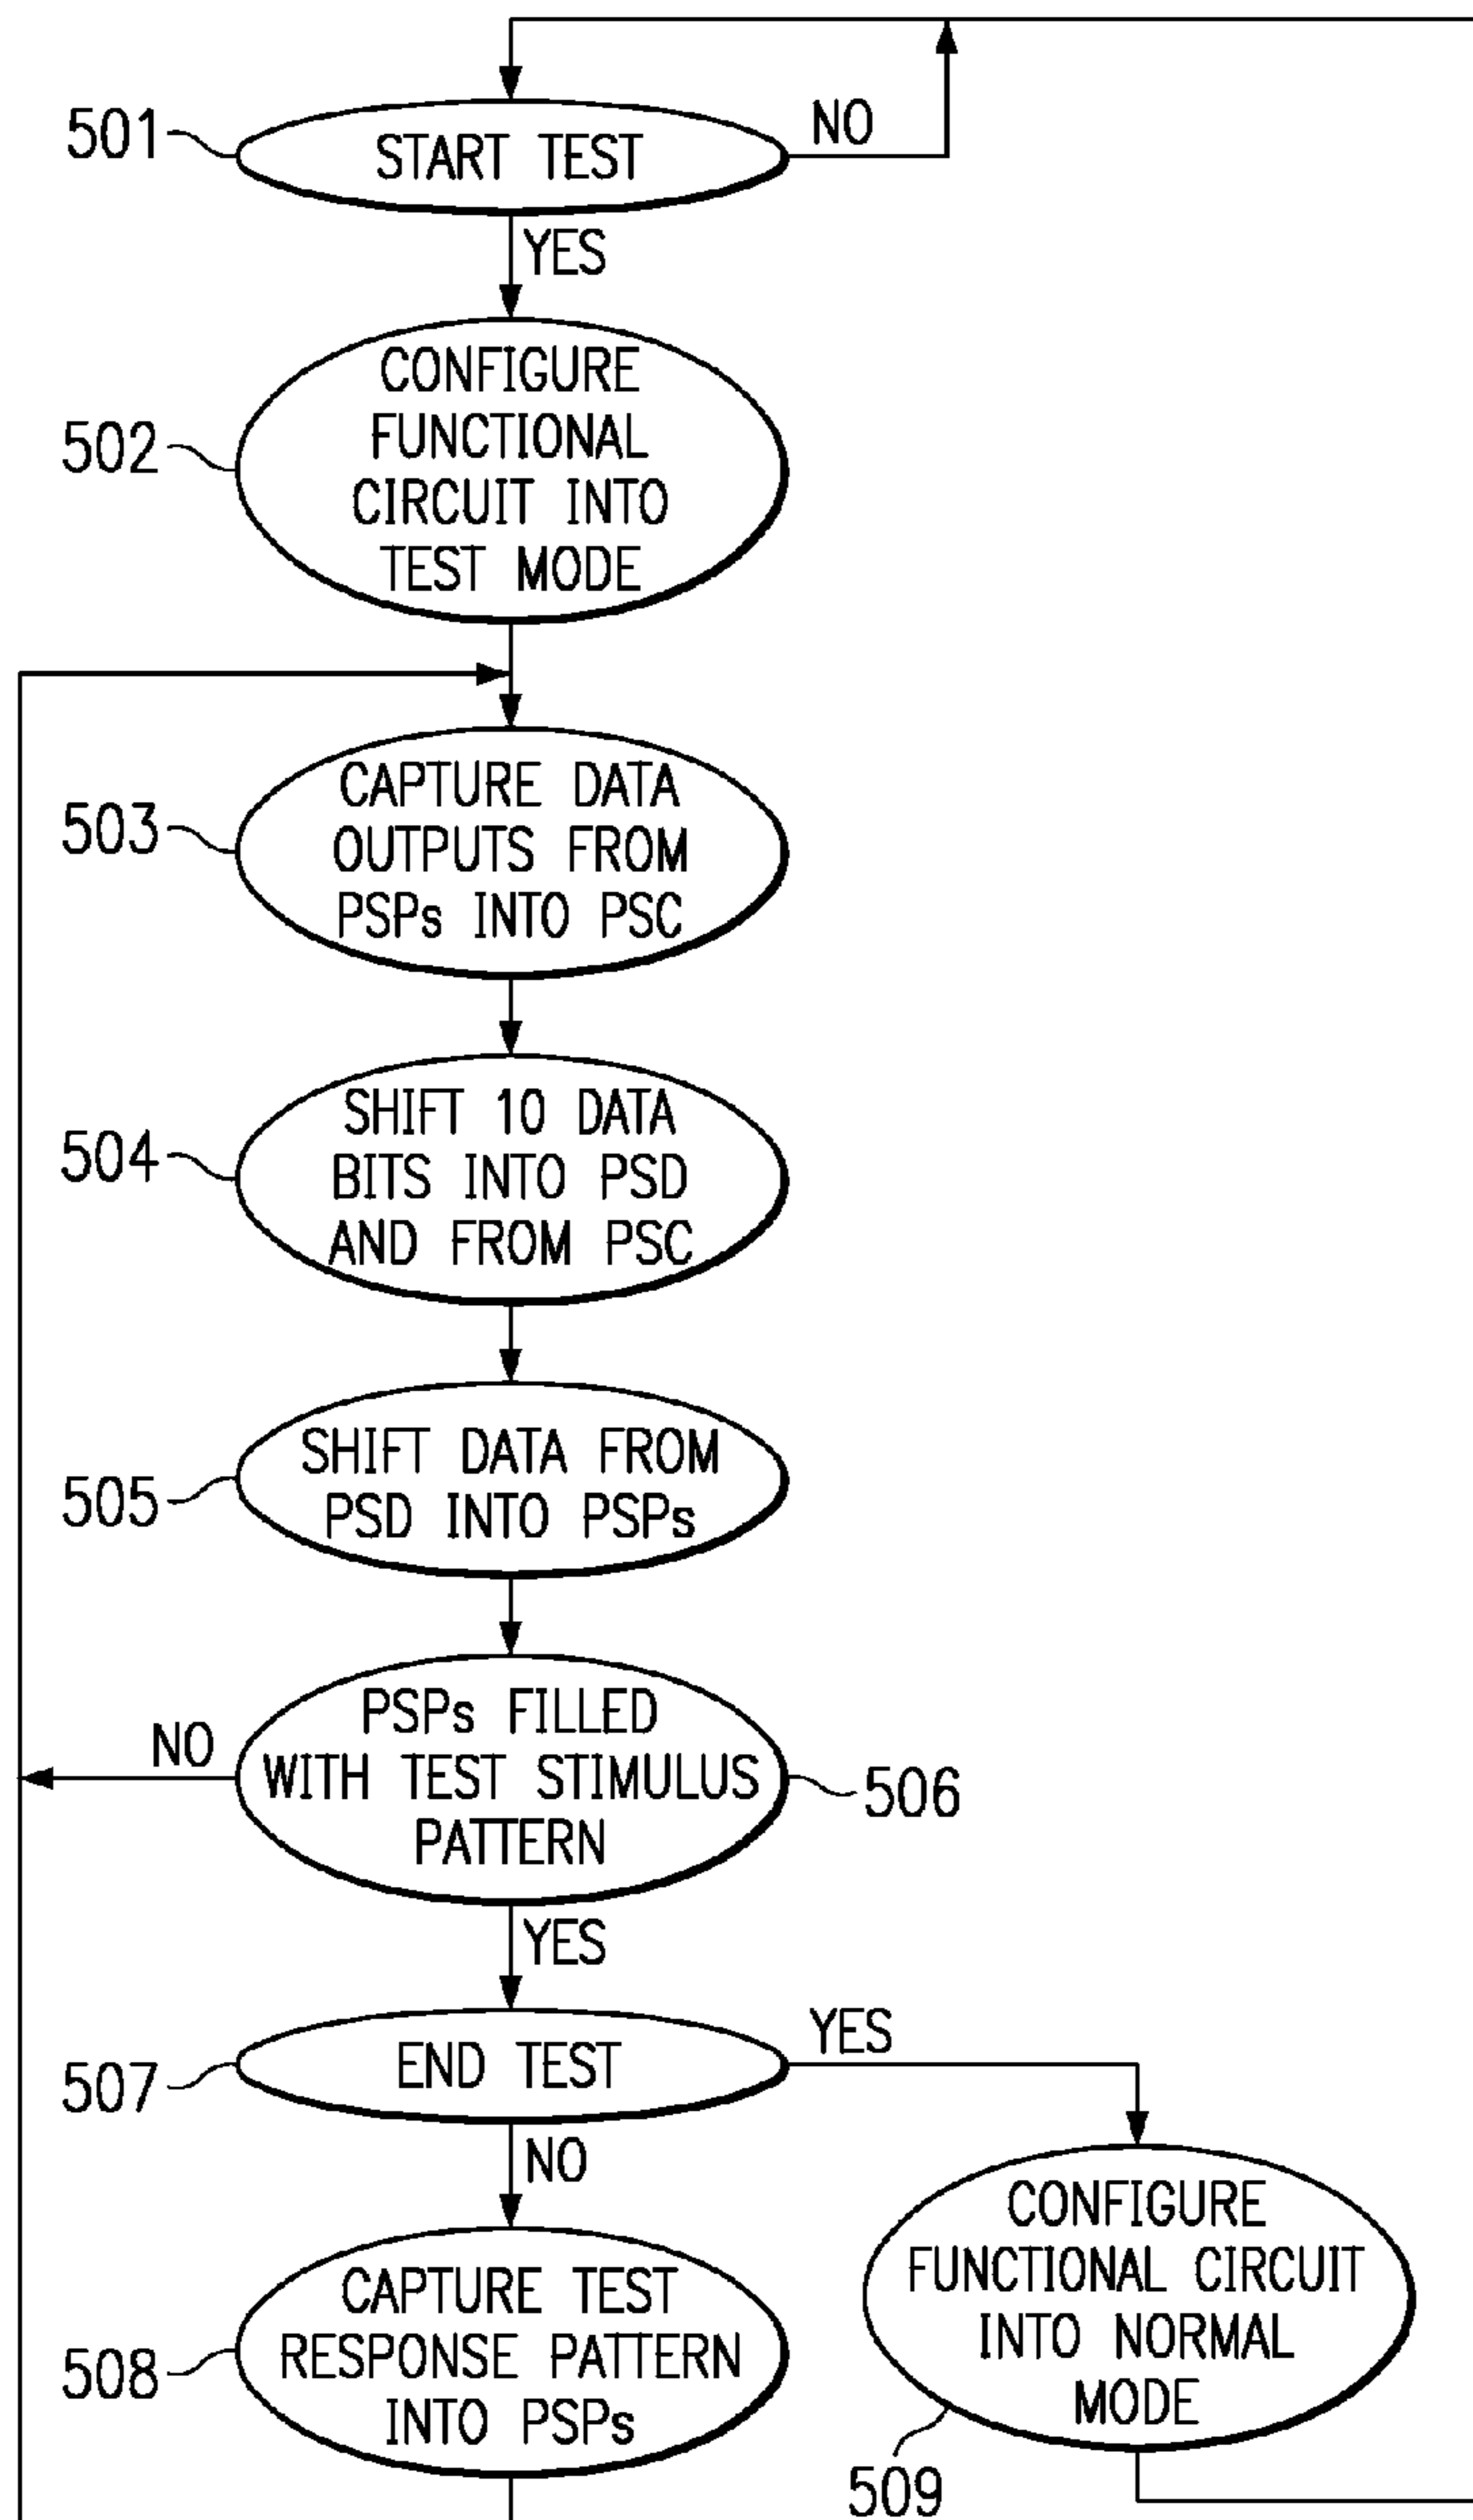 501
START TEST
NO
YES
502
CONFIGURE
FUNCTIONAL
CIRCUIT INTO
TEST MODE
503
CAPTURE DATA
OUTPUTS FROM
PSPs INTO PSC
504
SHIFT 10 DATA
BITS INTO PSD
AND FROM PSC
505
SHIFT DATA FROM
PSD INTO PSPs
NO
PSPs FILLED
WITH TEST STIMULUS
PATTERN
506
YES
507
END TEST
YES
NO
508
CAPTURE TEST
RESPONSE PATTERN
INTO PSPs
CONFIGURE
FUNCTIONAL CIRCUIT
INTO NORMAL
MODE
509